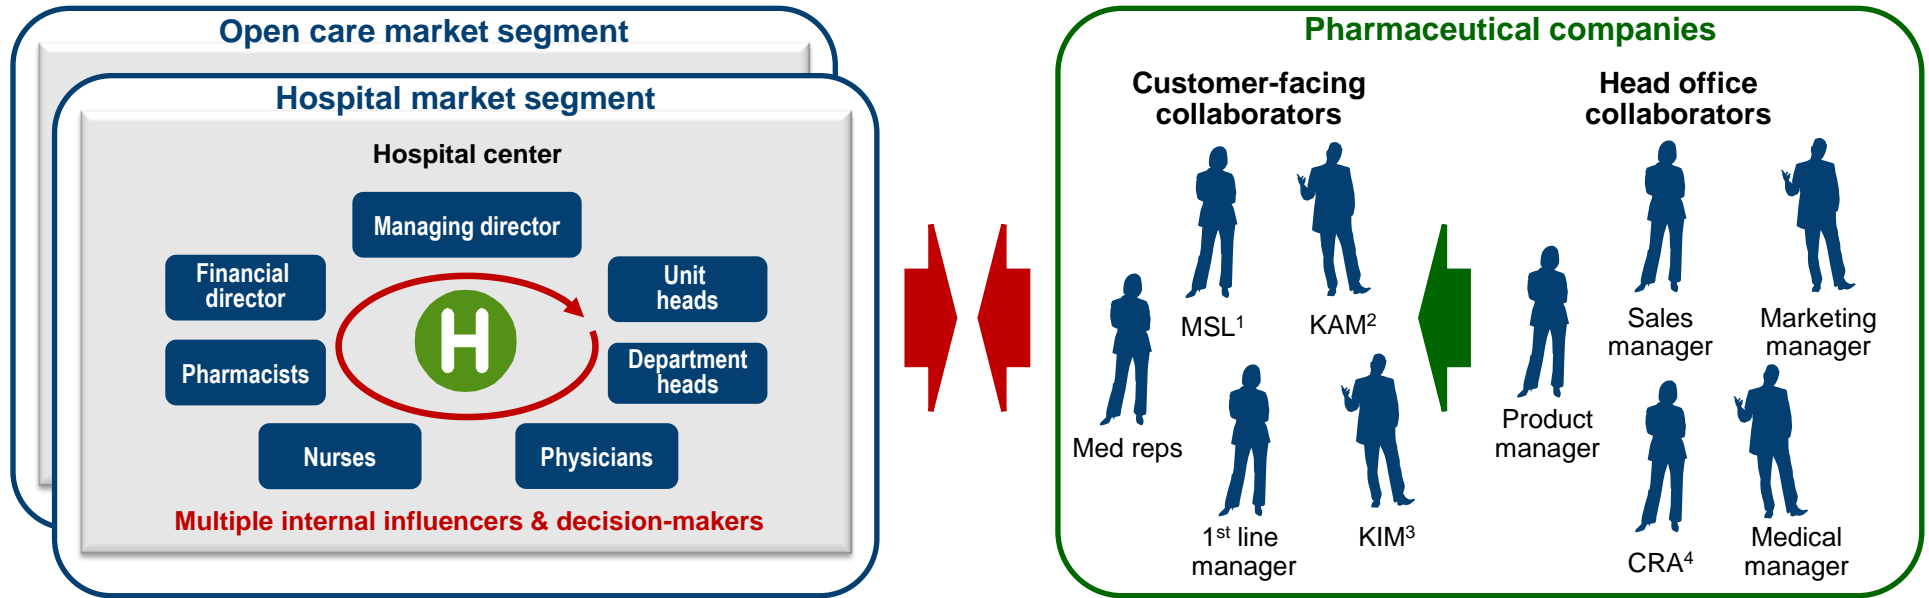 Open care market segment
Hospital market segment
Hospital center
Managing director
Financial
director
Unit
heads
Pharmacists
Department
heads
Nurses
Physicians
H
Multiple internal influencers & decision-makers
Pharmaceutical companies
Customer-facing
collaborators
MSL¹
KAM²
Med reps
1st line
manager
KIM³
Head office
collaborators
Sales
manager
Marketing
manager
Product
manager
CRA⁴
Medical
manager